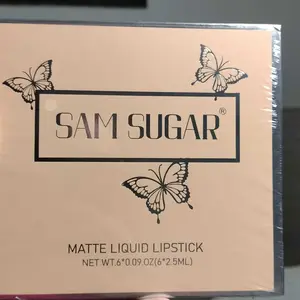 SAM SUGAR®
MATTE LIQUID LIPSTICK
NET.WT.6*0.09.OZ(6*2.5ML)